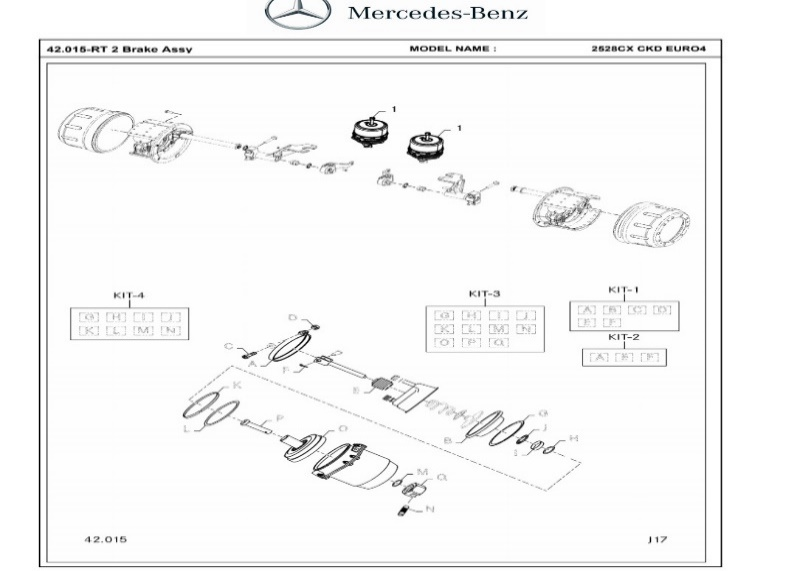 Mercedes-Benz
42.015-RT 2 Brake Assy MODEL NAME : 2528CX CKD EURO4
1
1
KIT-4
G H I J
K L M N
KIT-3
G H I J
K L M N
O P Q
KIT-1
A B C D
E F
KIT-2
A E F
D
C
A
F
E
K
L
P
O
B
G
J
I
H
M
Q
N
42.015 J17